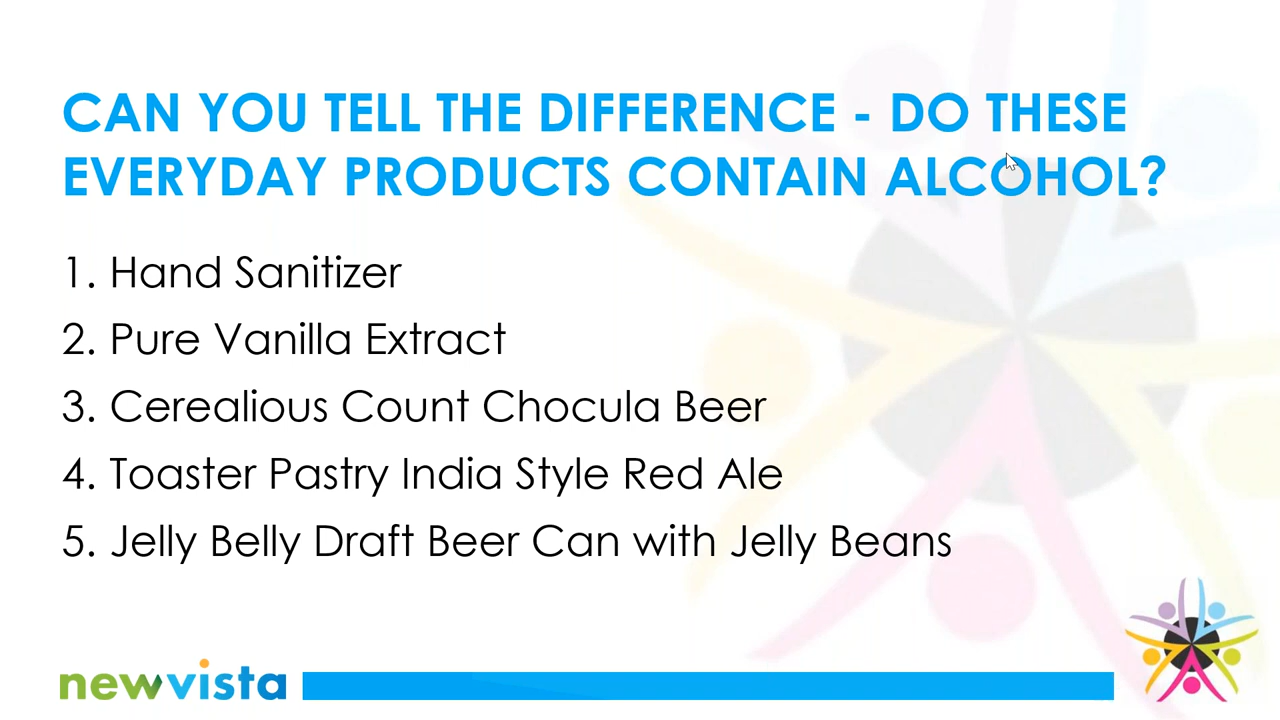 CAN YOU TELL THE DIFFERENCE - DO THESE
EVERYDAY PRODUCTS CONTAIN ALCOHOL?
1. Hand Sanitizer
2. Pure Vanilla Extract
3. Cerealious Count Chocula Beer
4. Toaster Pastry India Style Red Ale
5. Jelly Belly Draft Beer Can with Jelly Beans
newvista